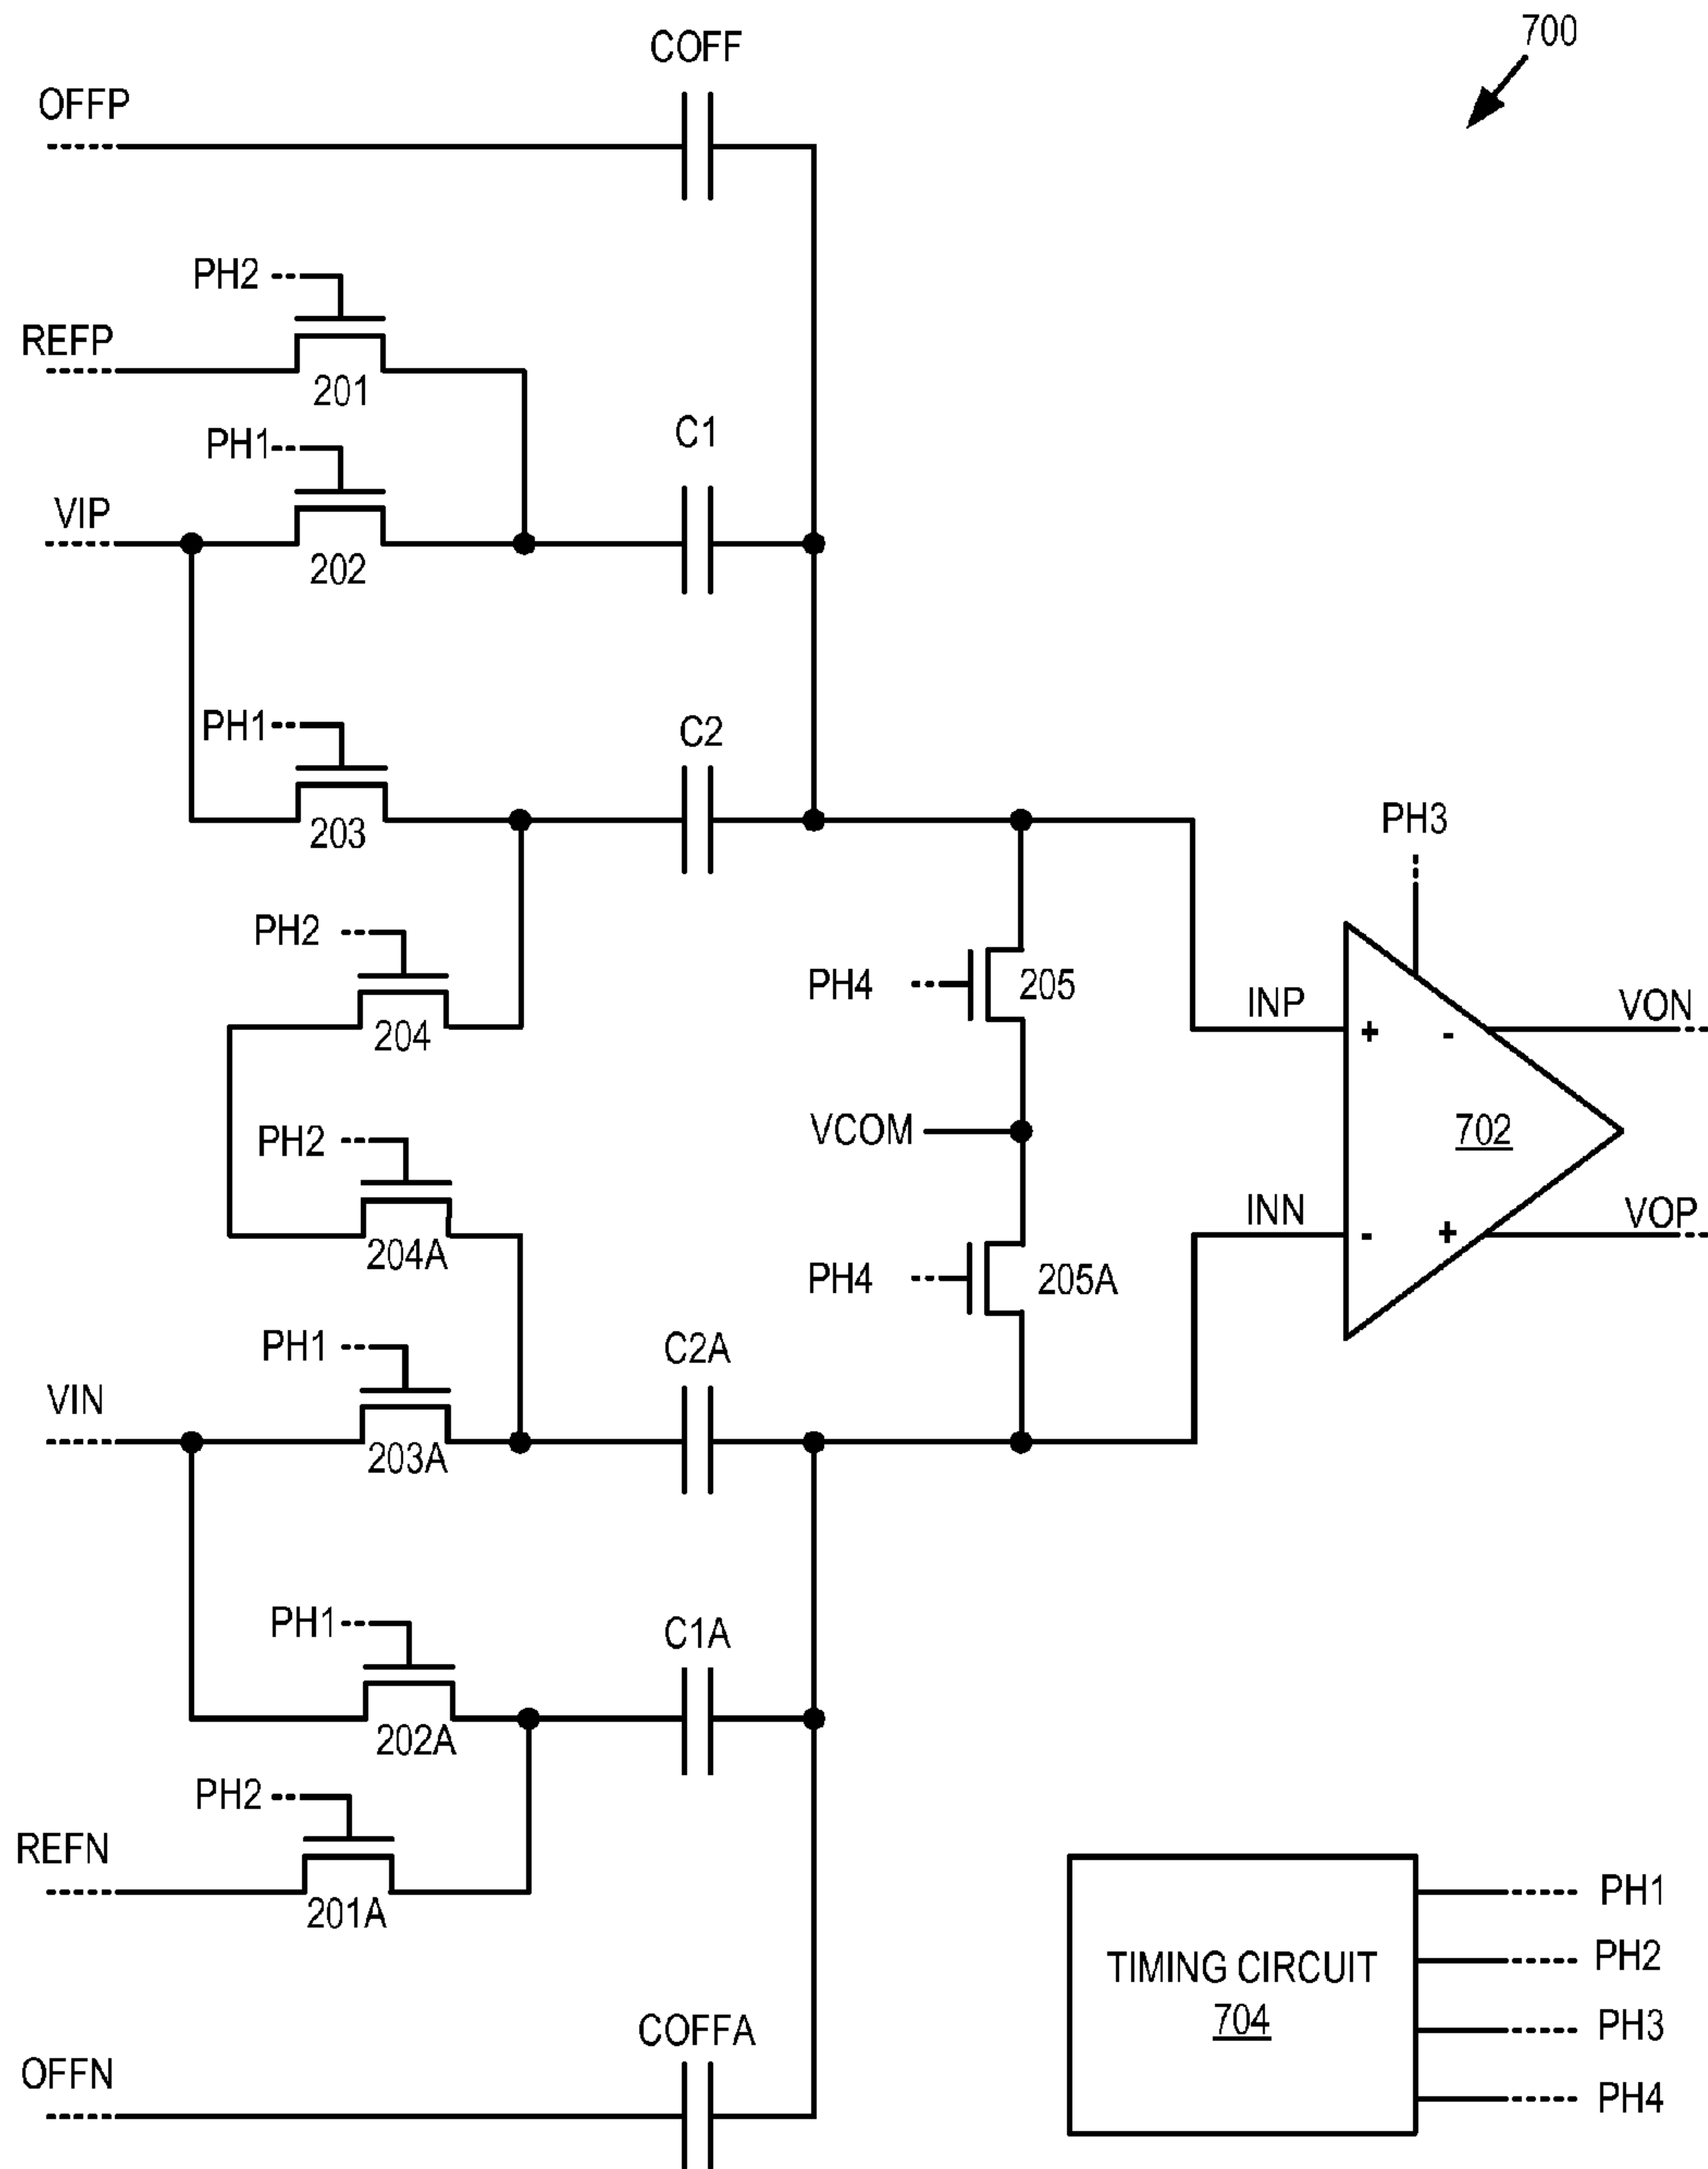 700
COFF
OFFP
PH2
REFP
201
C1
PH1
VIP
202
C2
PH1
203
PH3
PH2
204
PH4
205
INP
+
-
VON
VCOM
702
PH2
204A
INN
-
+
VOP
PH4
205A
PH1
C2A
VIN
203A
PH1
C1A
202A
PH2
REFN
201A
TIMING CIRCUIT
704
PH1
PH2
PH3
PH4
COFFA
OFFN